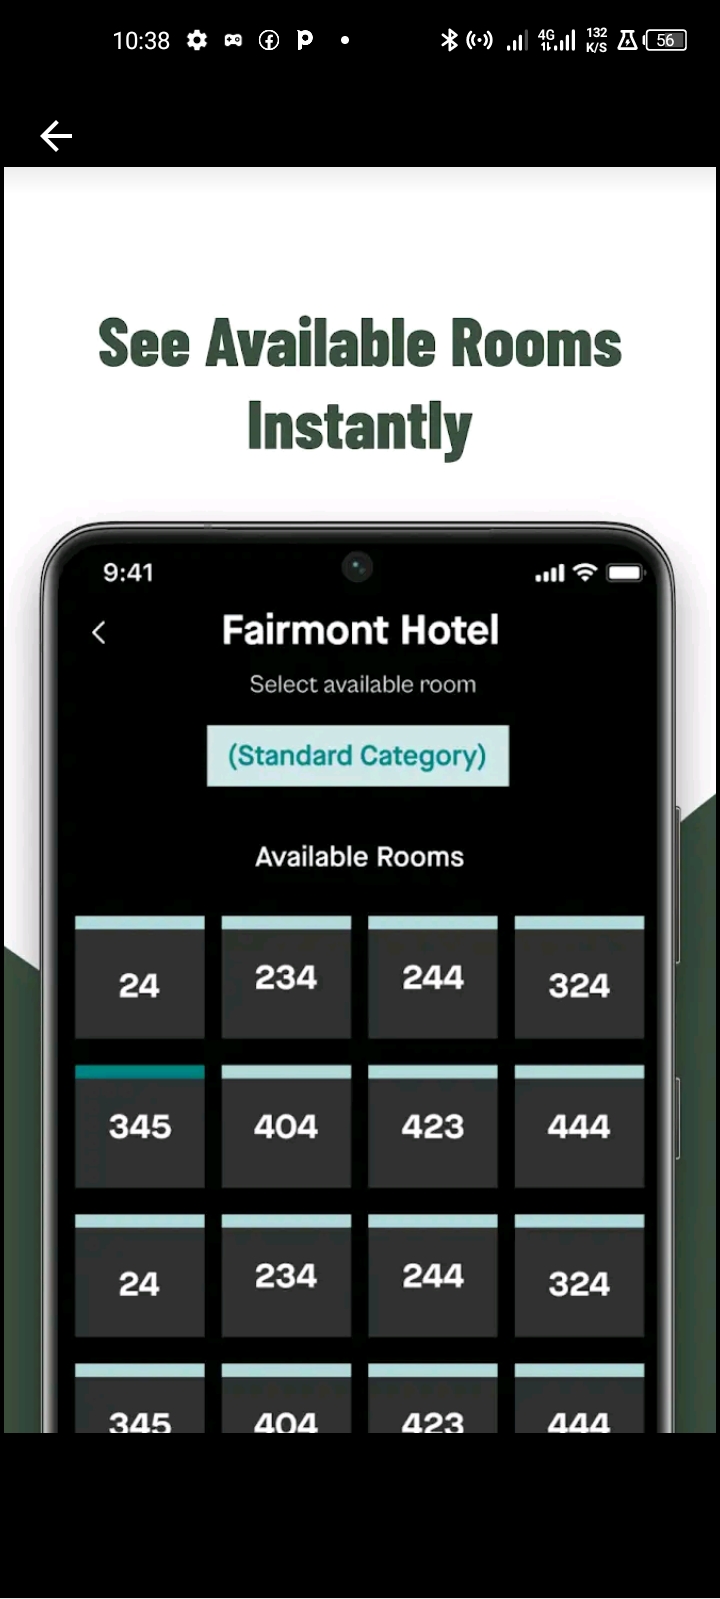 10:38
4G
132
K/S
56
See Available Rooms
Instantly
9:41
Fairmont Hotel
Select available room
(Standard Category)
Available Rooms
24 234 244 324
345 404 423 444
24 234 244 324
345 404 423 444